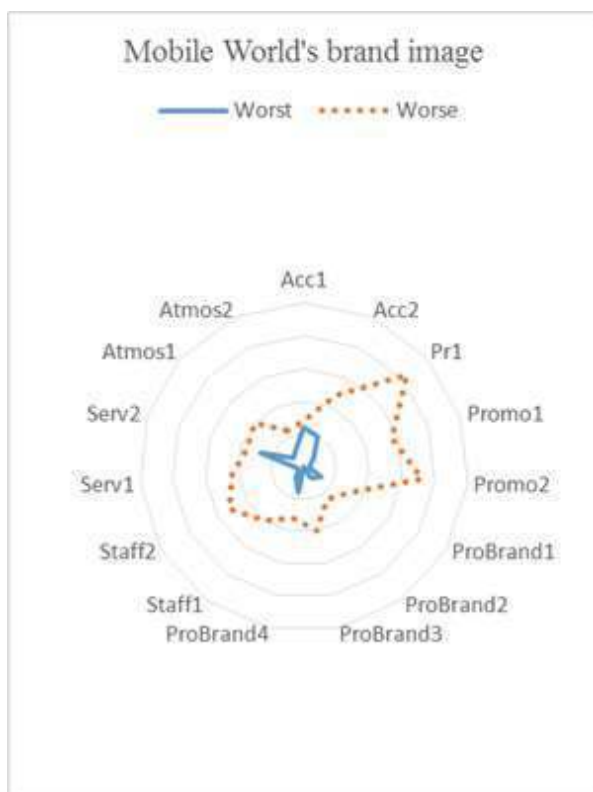 Mobile World's brand image
Worst Worse
Acc1
Atmos2 Acc2
Atmos1 Pr1
Serv2 Promo1
Serv1 Promo2
Staff2 ProBrand1
Staff1 ProBrand2
ProBrand4 ProBrand3